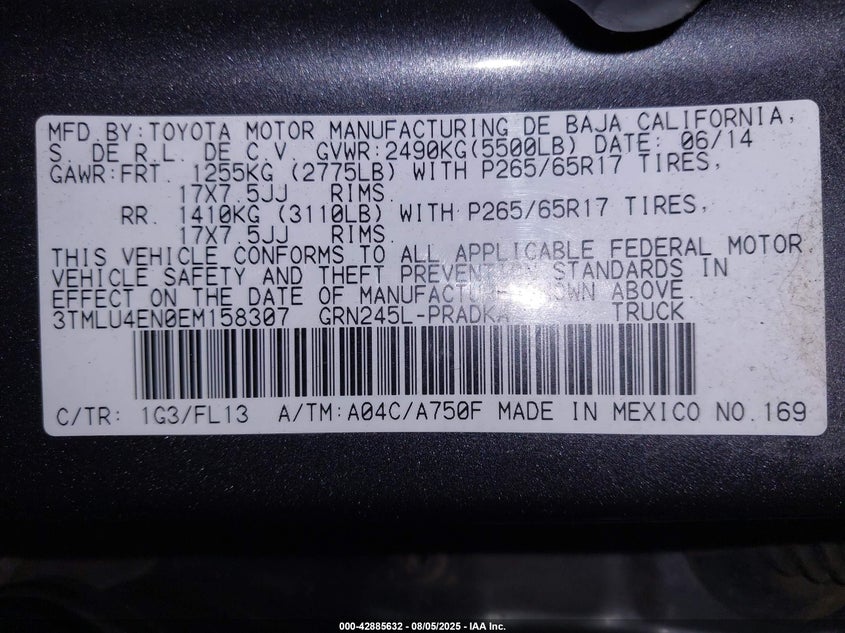 MFD. BY: TOYOTA MOTOR MANUFACTURING DE BAJA CALIFORNIA,
S. DE R.L. DE C.V. GVWR:2490KG(5500LB) DATE: 06/14
GAWR:FRT. 1255KG (2775LB) WITH P265/65R17 TIRES,
17X7.5JJ RIMS.
RR. 1410KG (3110LB) WITH P265/65R17 TIRES,
17X7.5JJ RIMS.
THIS VEHICLE CONFORMS TO ALL APPLICABLE FEDERAL MOTOR
VEHICLE SAFETY AND THEFT PREVENTION STANDARDS IN
EFFECT ON THE DATE OF MANUFACTURE SHOWN ABOVE.
3TMLU4EN0EM158307 TRUCK
C/TR: 1G3/FL13 A/TM:A04C/A750F MADE IN MEXICO NO.169
000-42885632 - 08/05/2025 - IAA Inc.